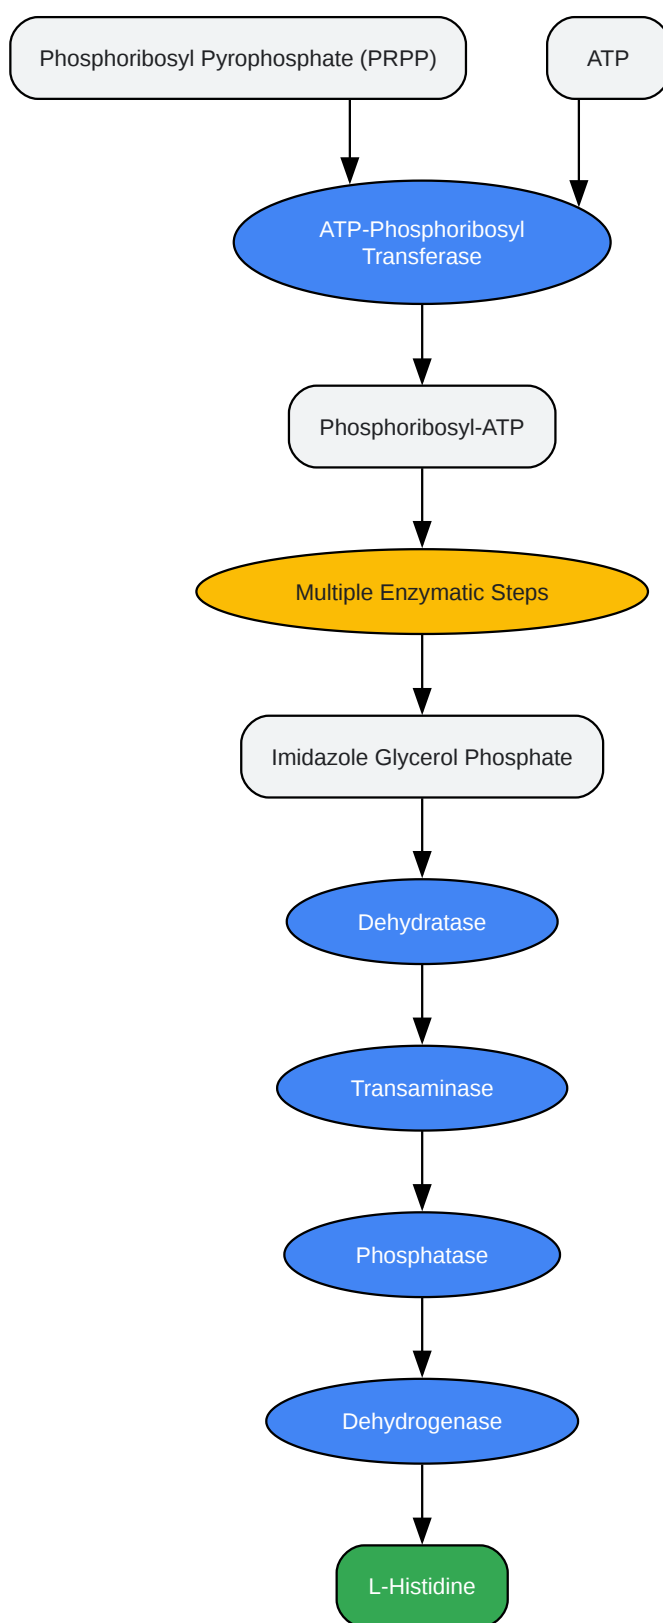 Phosphoribosyl Pyrophosphate (PRPP)
ATP
ATP-Phosphoribosyl
Transferase
Phosphoribosyl-ATP
Multiple Enzymatic Steps
Imidazole Glycerol Phosphate
Dehydratase
Transaminase
Phosphatase
Dehydrogenase
L-Histidine